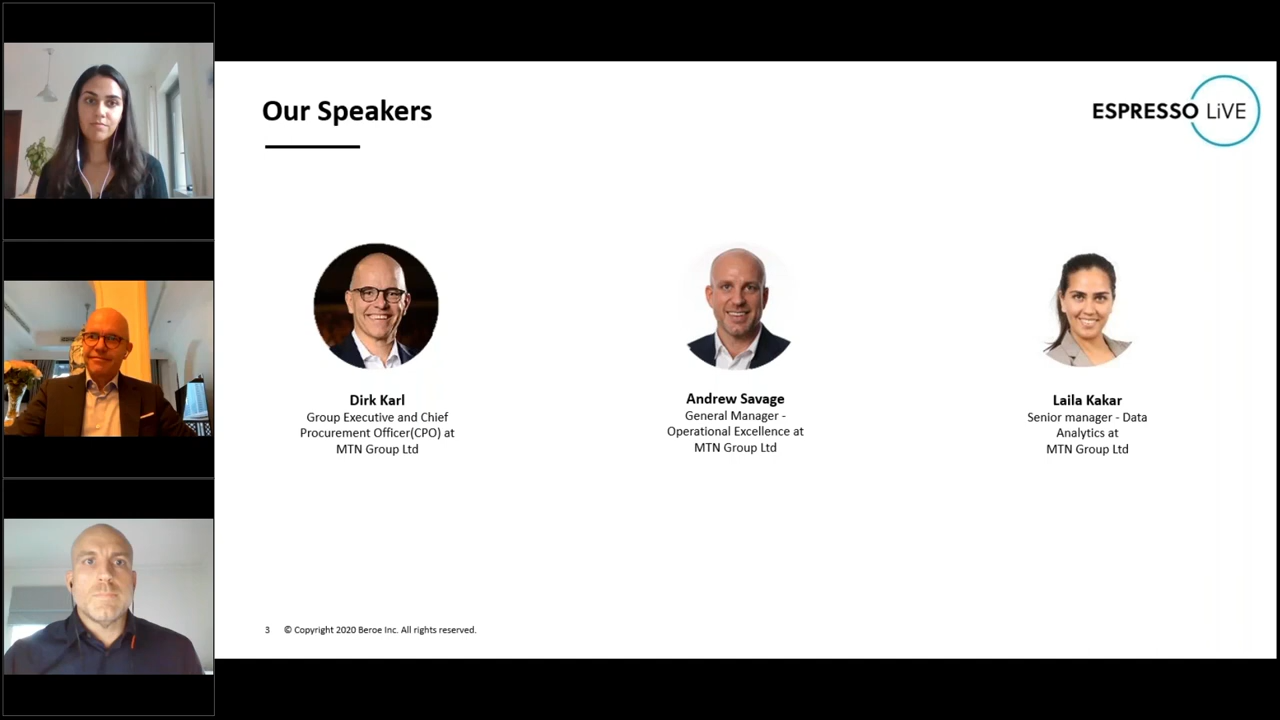 Our Speakers
ESPRESSO LiVE
Dirk Karl
Group Executive and Chief
Procurement Officer(CPO) at
MTN Group Ltd
Andrew Savage
General Manager -
Operational Excellence at
MTN Group Ltd
Laila Kakar
Senior manager - Data
Analytics at
MTN Group Ltd
3 © Copyright 2020 Beroe Inc. All rights reserved.